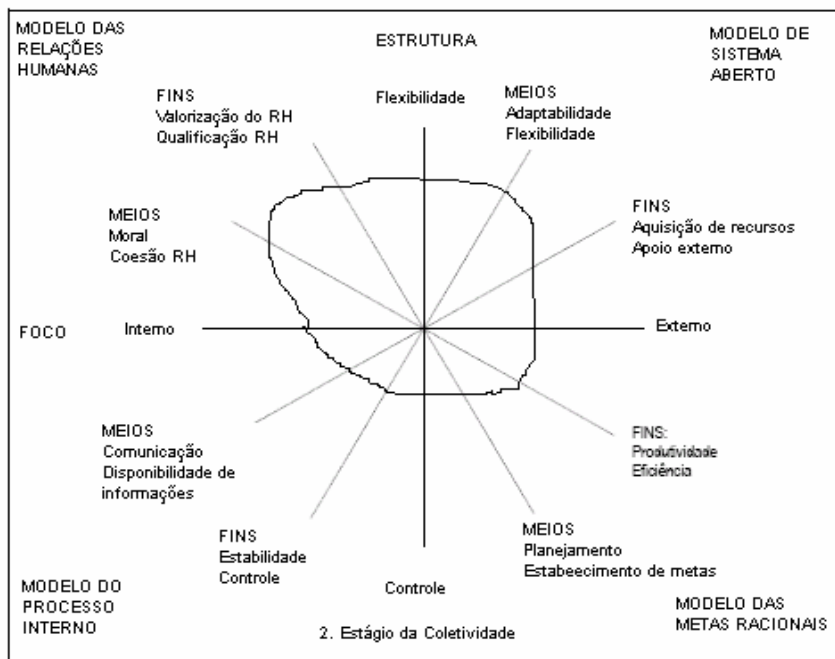 MODELO DAS
RELAÇÕES
HUMANAS
ESTRUTURA
MODELO DE
SISTEMA
ABERTO
FINS
Valorização do RH
Qualificação RH
Flexibilidade
MEIOS
Adaptabilidade
Flexibilidade
MEIOS
Moral
Coesão RH
FINS
Aquisição de recursos
Apoio externo
FOCO
Interno
Externo
MEIOS
Comunicação
Disponibilidade de
informações
FINS:
Produtividade
Eficiência
FINS
Estabilidade
Controle
MEIOS
Planejamento
Estabeecimento de metas
Controle
MODELO DO
PROCESSO
INTERNO
2. Estágio da Coletividade
MODELO DAS
METAS RACIONAIS